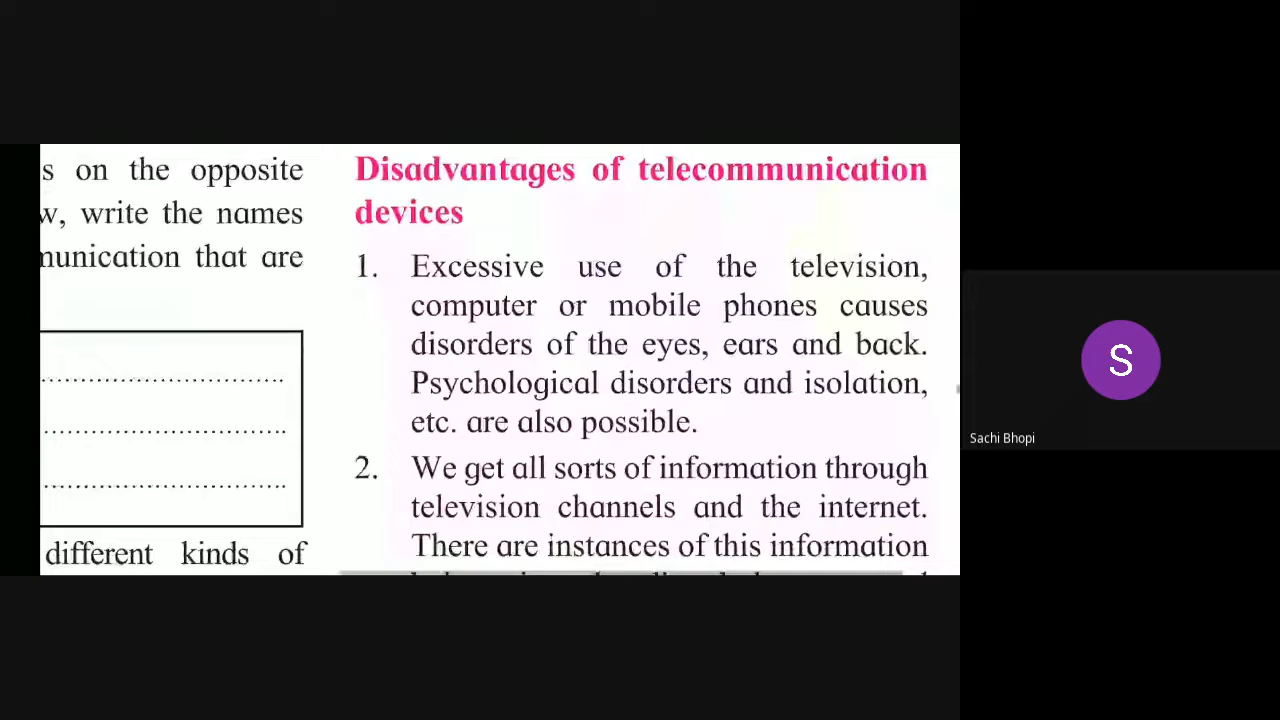 s on the opposite
w, write the names
munication that are
different kinds of
Disadvantages of telecommunication
devices
1. Excessive use of the television,
computer or mobile phones causes
disorders of the eyes, ears and back.
Psychological disorders and isolation,
etc. are also possible.
2. We get all sorts of information through
television channels and the internet.
There are instances of this information
S
Sachi Bhopi